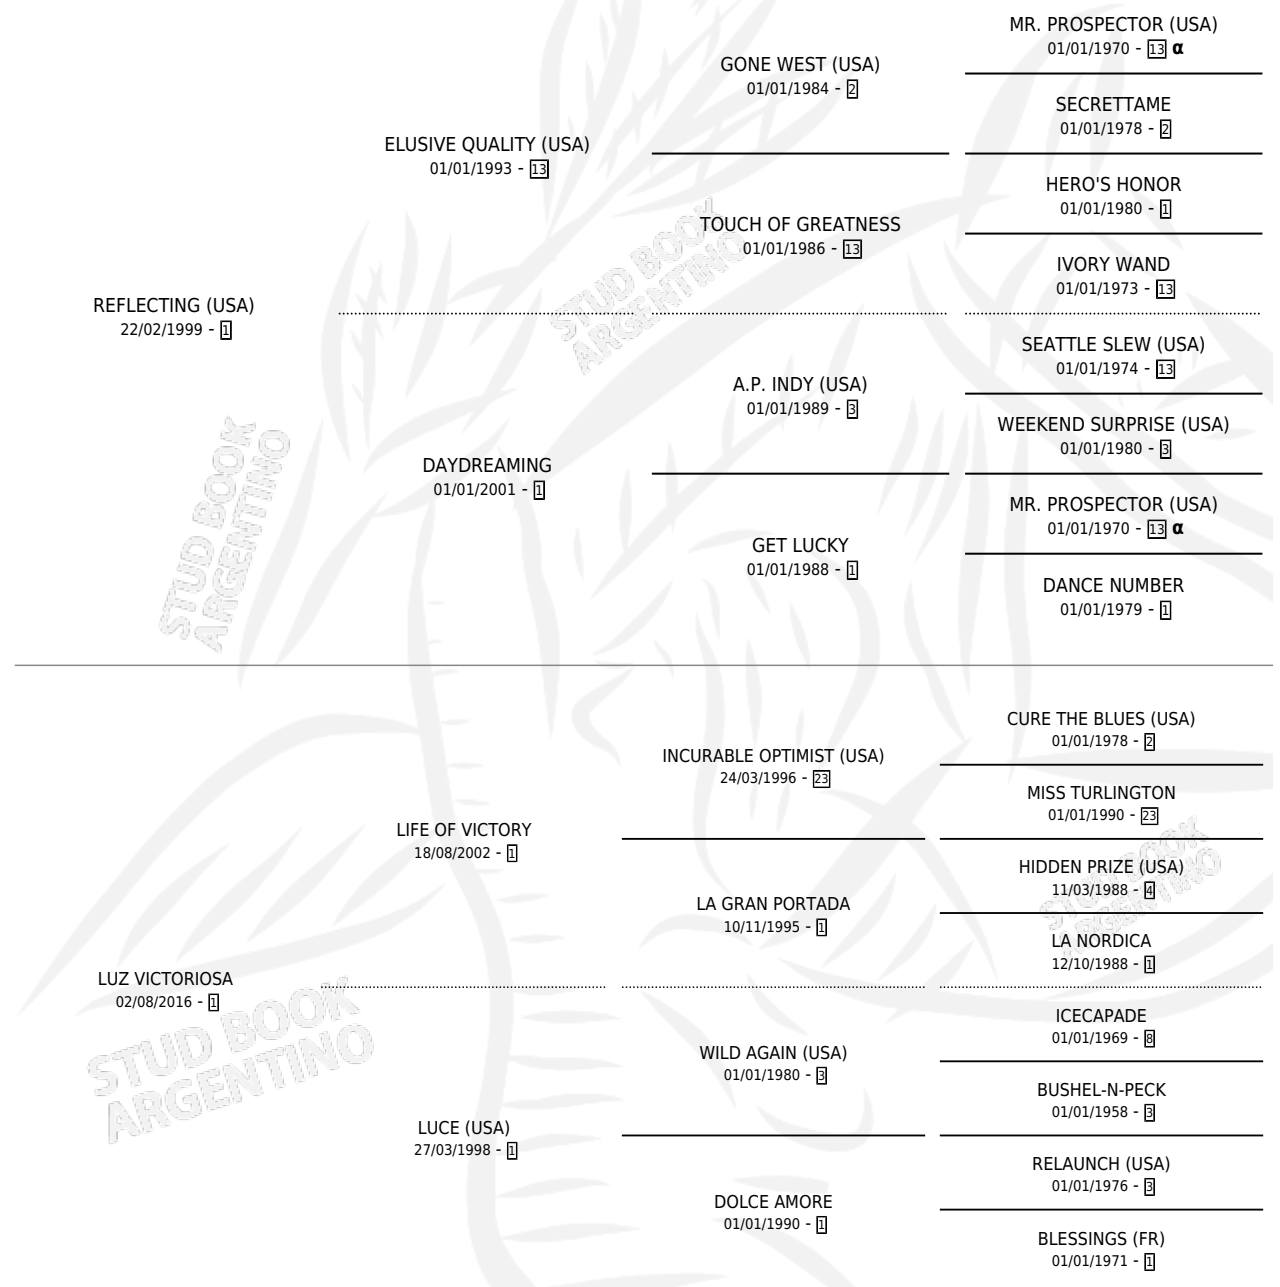 MR. PROSPECTOR (USA)
01/01/1970 - 13 α
GONE WEST (USA)
01/01/1984 - 2
SECRETTAME
01/01/1978 - 2
ELUSIVE QUALITY (USA)
01/01/1993 - 13
HERO'S HONOR
01/01/1980 - 1
TOUCH OF GREATNESS
01/01/1986 - 13
IVORY WAND
01/01/1973 - 13
REFLECTING (USA)
22/02/1999 - 1
SEATTLE SLEW (USA)
01/01/1974 - 13
A.P. INDY (USA)
01/01/1989 - 3
WEEKEND SURPRISE (USA)
01/01/1980 - 3
DAYDREAMING
01/01/2001 - 1
MR. PROSPECTOR (USA)
01/01/1970 - 13 α
GET LUCKY
01/01/1988 - 1
DANCE NUMBER
01/01/1979 - 1
CURE THE BLUES (USA)
01/01/1978 - 2
INCURABLE OPTIMIST (USA)
24/03/1996 - 23
MISS TURLINGTON
01/01/1990 - 23
LIFE OF VICTORY
18/08/2002 - 1
HIDDEN PRIZE (USA)
11/03/1988 - 4
LA GRAN PORTADA
10/11/1995 - 1
LA NORDICA
12/10/1988 - 1
LUZ VICTORIOSA
02/08/2016 - 1
ICECAPADE
01/01/1969 - 8
WILD AGAIN (USA)
01/01/1980 - 3
BUSHEL-N-PECK
01/01/1958 - 3
LUCE (USA)
27/03/1998 - 1
RELAUNCH (USA)
01/01/1976 - 3
DOLCE AMORE
01/01/1990 - 1
BLESSINGS (FR)
01/01/1971 - 1
STUD BOOK
ARGENTINO
STUD BOOK
ARGENTINO
STUD BOOK
ARGENTINO
STUD BOOK
ARGENTINO